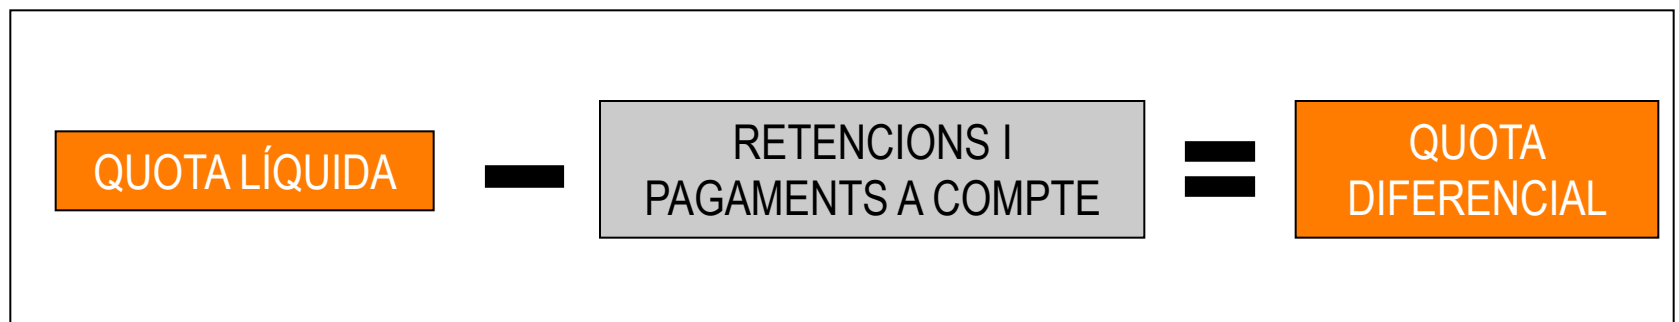 QUOTA LÍQUIDA
RETENCIONS I
PAGAMENTS A COMPTE
QUOTA
DIFERENCIAL